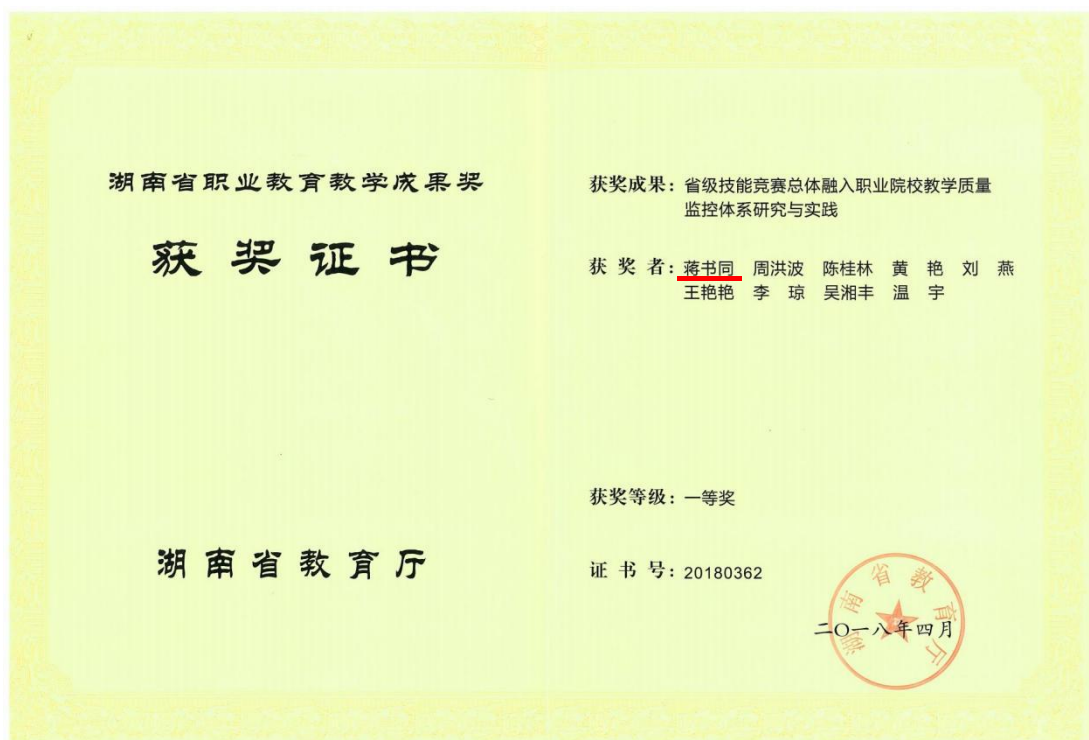 湖南省职业教育教学成果奖
获奖证书
湖南省教育厅
获奖成果：省级技能竞赛总体融入职业院校教学质量
监控体系研究与实践
获 奖 者：蒋书同 周洪波 陈桂林 黄 艳 刘 燕
王艳艳 李 琼 吴湘丰 温 宇
获奖等级：一等奖
证 书 号：20180362
湖南省教育厅
二〇一八年四月